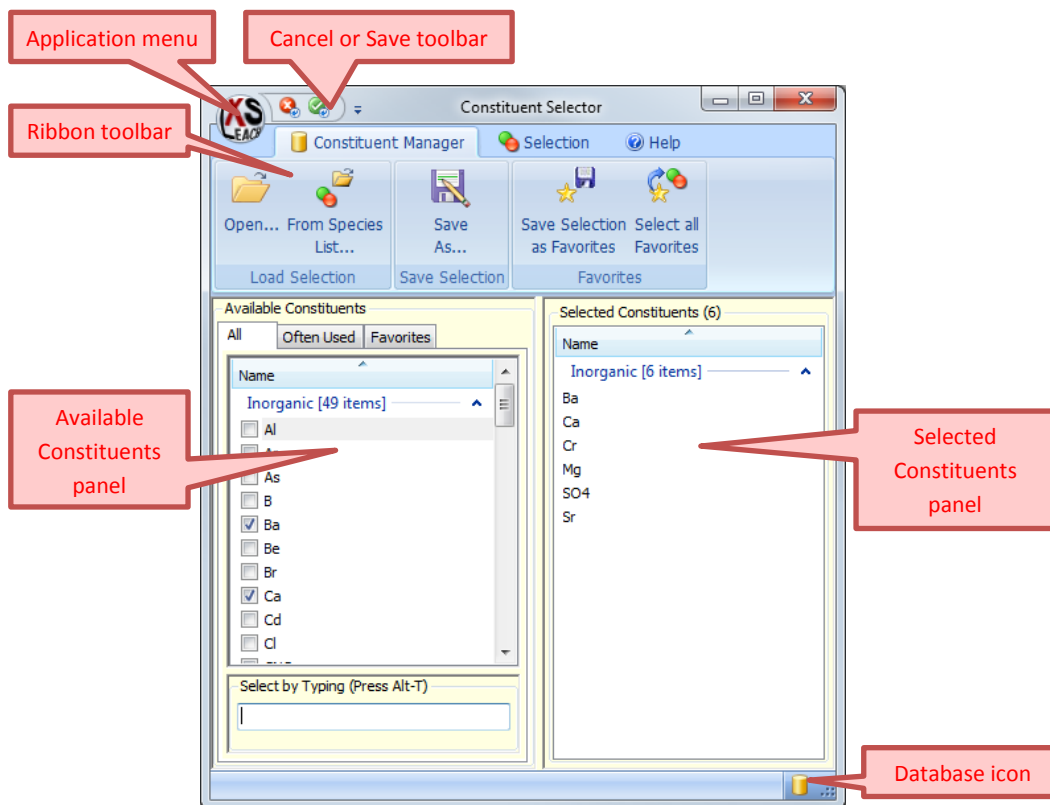 Application menu
Cancel or Save toolbar
Ribbon toolbar
XS
LEACH
Constituent Selector
Constituent Manager
Selection
Help
Open...
From Species
List...
Save
As...
Save Selection
as Favorites
Select all
Favorites
Load Selection
Save Selection
Favorites
Available Constituents
All
Often Used
Favorites
Name
Inorganic [49 items]
Al
As
B
Ba
Be
Br
Ca
Cd
Cl
Select by Typing (Press Alt-T)
Selected Constituents (6)
Name
Inorganic [6 items]
Ba
Ca
Cr
Mg
SO4
Sr
Available
Constituents
panel
Selected
Constituents
panel
Database icon